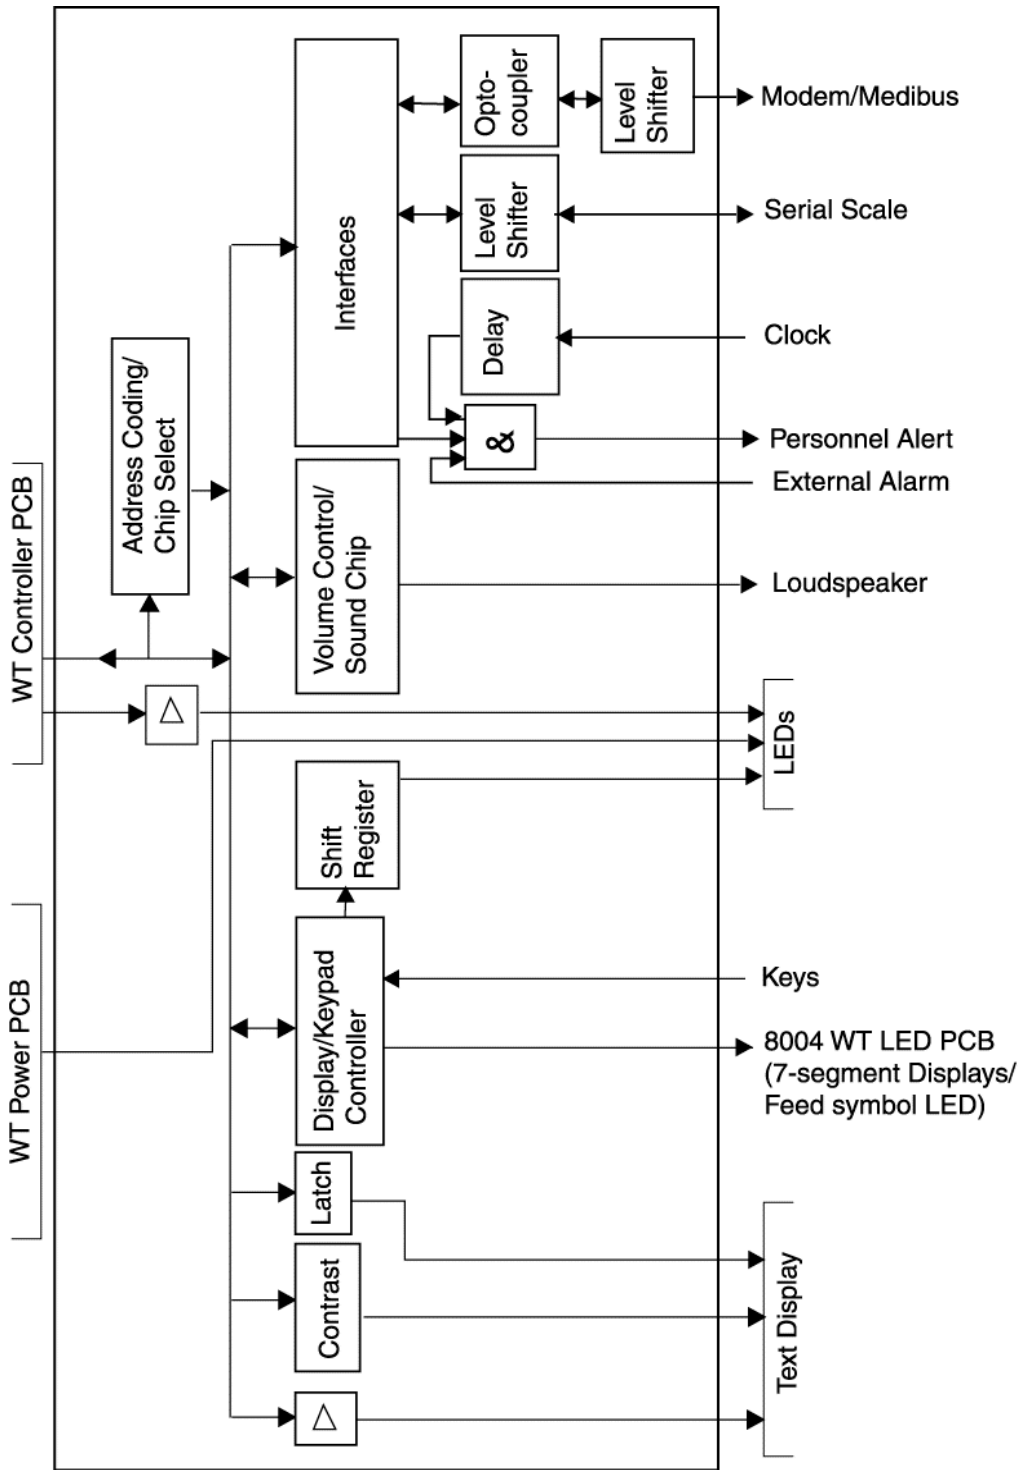 Opto-
coupler
Level
Shifter
Modem/Medibus
Level
Shifter
Serial Scale
Interfaces
Delay
Clock
Address Coding/
Chip Select
&
Personnel Alert
External Alarm
WT Controller PCB
Volume Control/
Sound Chip
Loudspeaker
LEDs
Shift
Register
WT Power PCB
Display/Keypad
Controller
Keys
8004 WT LED PCB
(7-segment Displays/
Feed symbol LED)
Latch
Contrast
Text Display